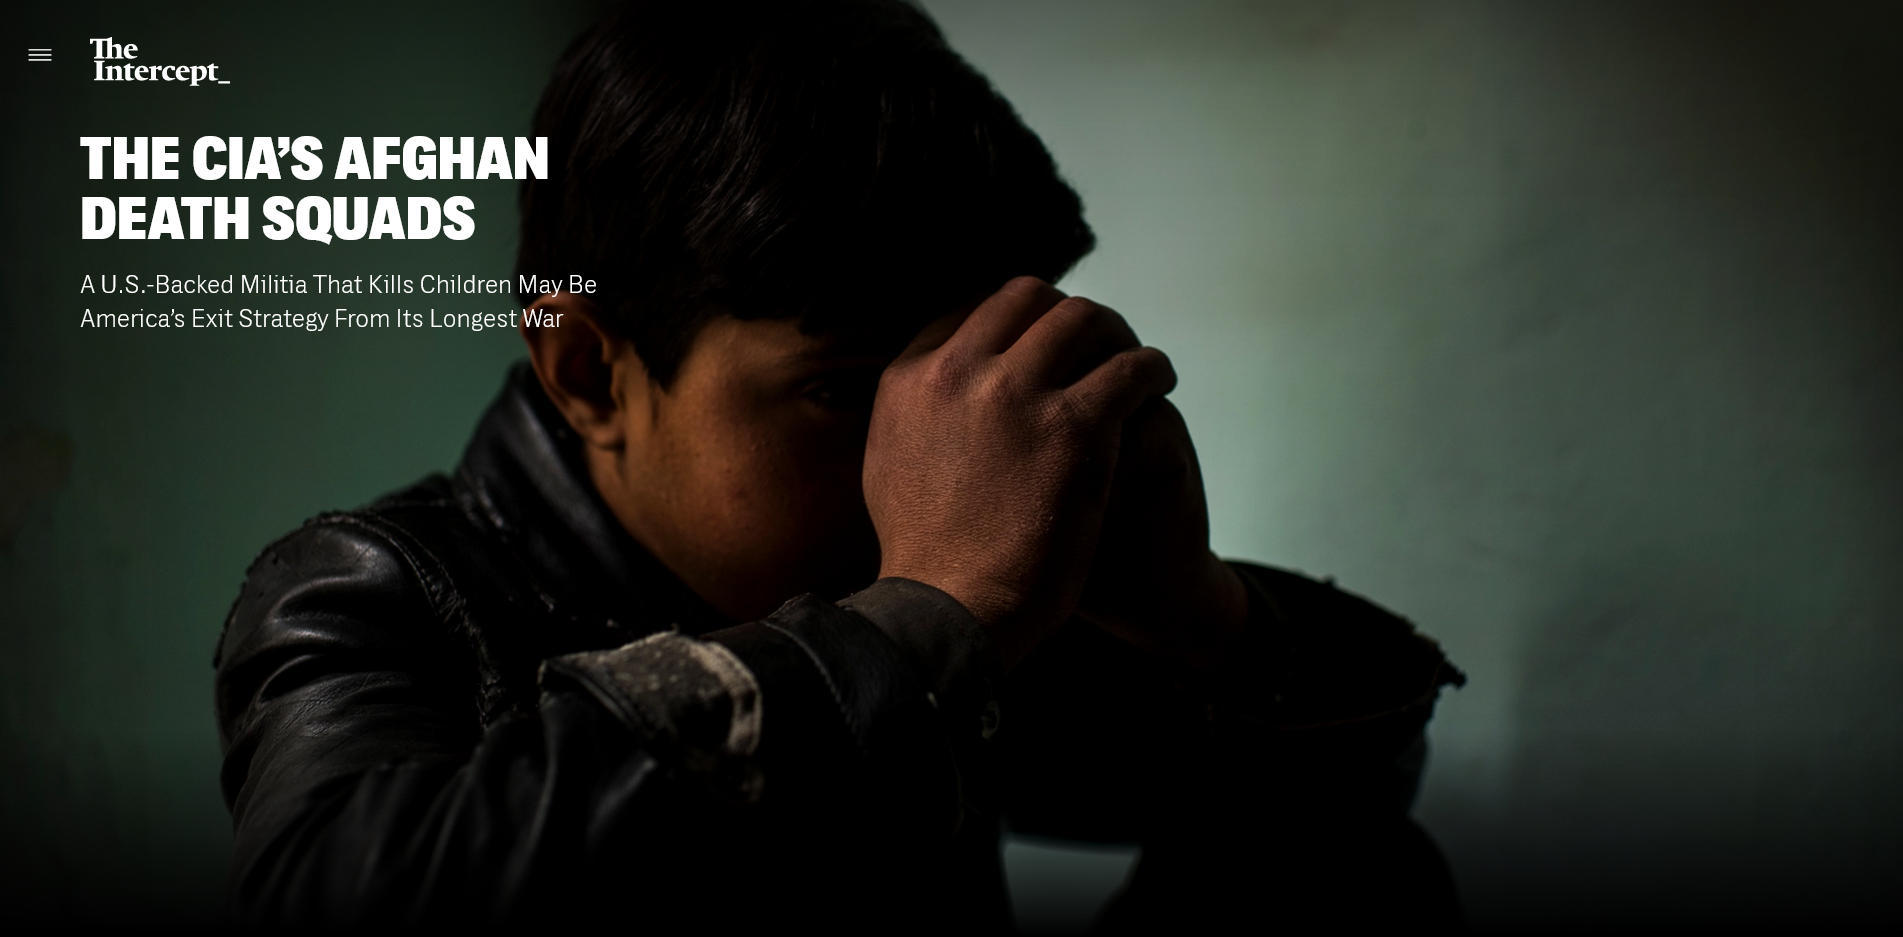 The
Intercept_
THE CIA’S AFGHAN
DEATH SQUADS
A U.S.-Backed Militia That Kills Children May Be
America’s Exit Strategy From Its Longest War